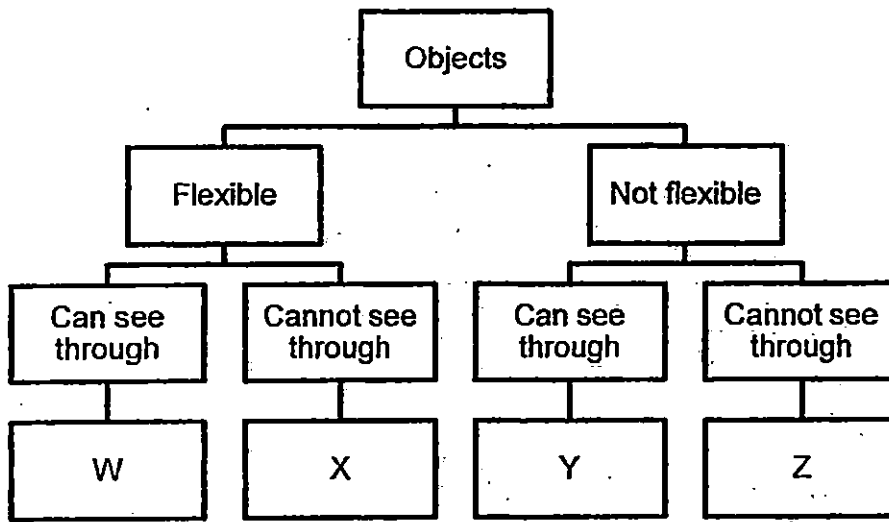 Objects
Flexible
Not flexible
Can see
through
Cannot see
through
Can see
through
Cannot see
through
W
X
Y
Z